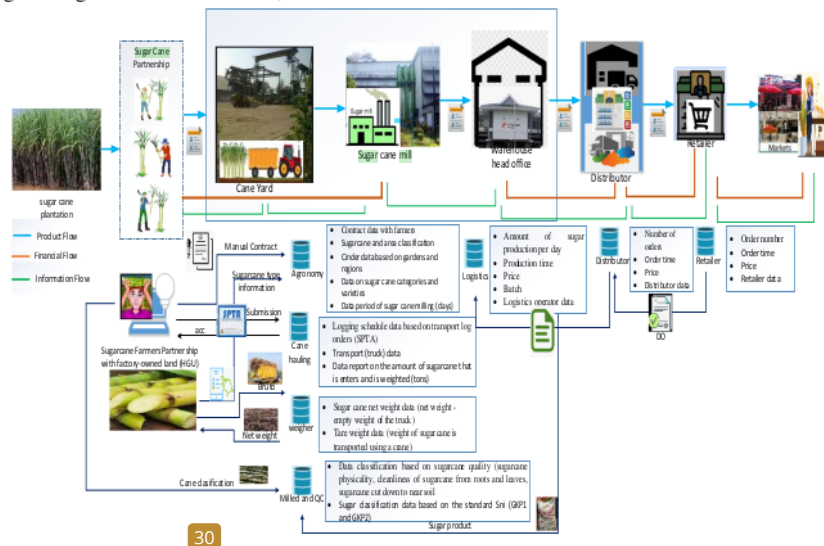 Sugar Cane
Partnership
Cane Yard
Sugar mill
Sugar cane mill
Warehouse
head office
Distributor
Retailer
Markets
sugar cane
plantation
Product Flow
Financial Flow
Information Flow
Manual Contract
Sugarcane type
information
Submission
acc
SPTA
Sugarcane Farmers Partnership
with factory-owned land (HGU)
Bruto
Net weight
Cane clasification
Agronomy
• Contract data with farmers
• Sugarcane and area classification
• Cinder database on gardens and
regions
• Data on sugar cane categories and
varieties
• Data period of sugar cane milling (days)
Cane
hauling
• Logging schedule data based on transport log
orders (SPTA)
• Transport (truck) data
• Data report on the amount of sugarcane that
is enters and is weighted (tons)
weigher
• Sugar cane net weight data (net weight -
empty weight of the truck )
• Tare weight data (weight of sugarcane is
transported using a crane)
Milled and QC
• Data classification based on sugarcane quality (sugarcane
physicality, cleanliness of sugarcane from roots and leaves,
sugarcane cut down to near soil
• Sugar classification data based on the standard Sni (GKP1
and GKP2)
Sugar product
Logistics
• Amount of sugar
production per day
• Production time
• Price
• Batch
• Logistics operator data
Distributor
• Number of
orders
• Order time
• Price
• Distributor data
Retailer
• Order number
• Order time
• Price
• Retailer data
DO
30